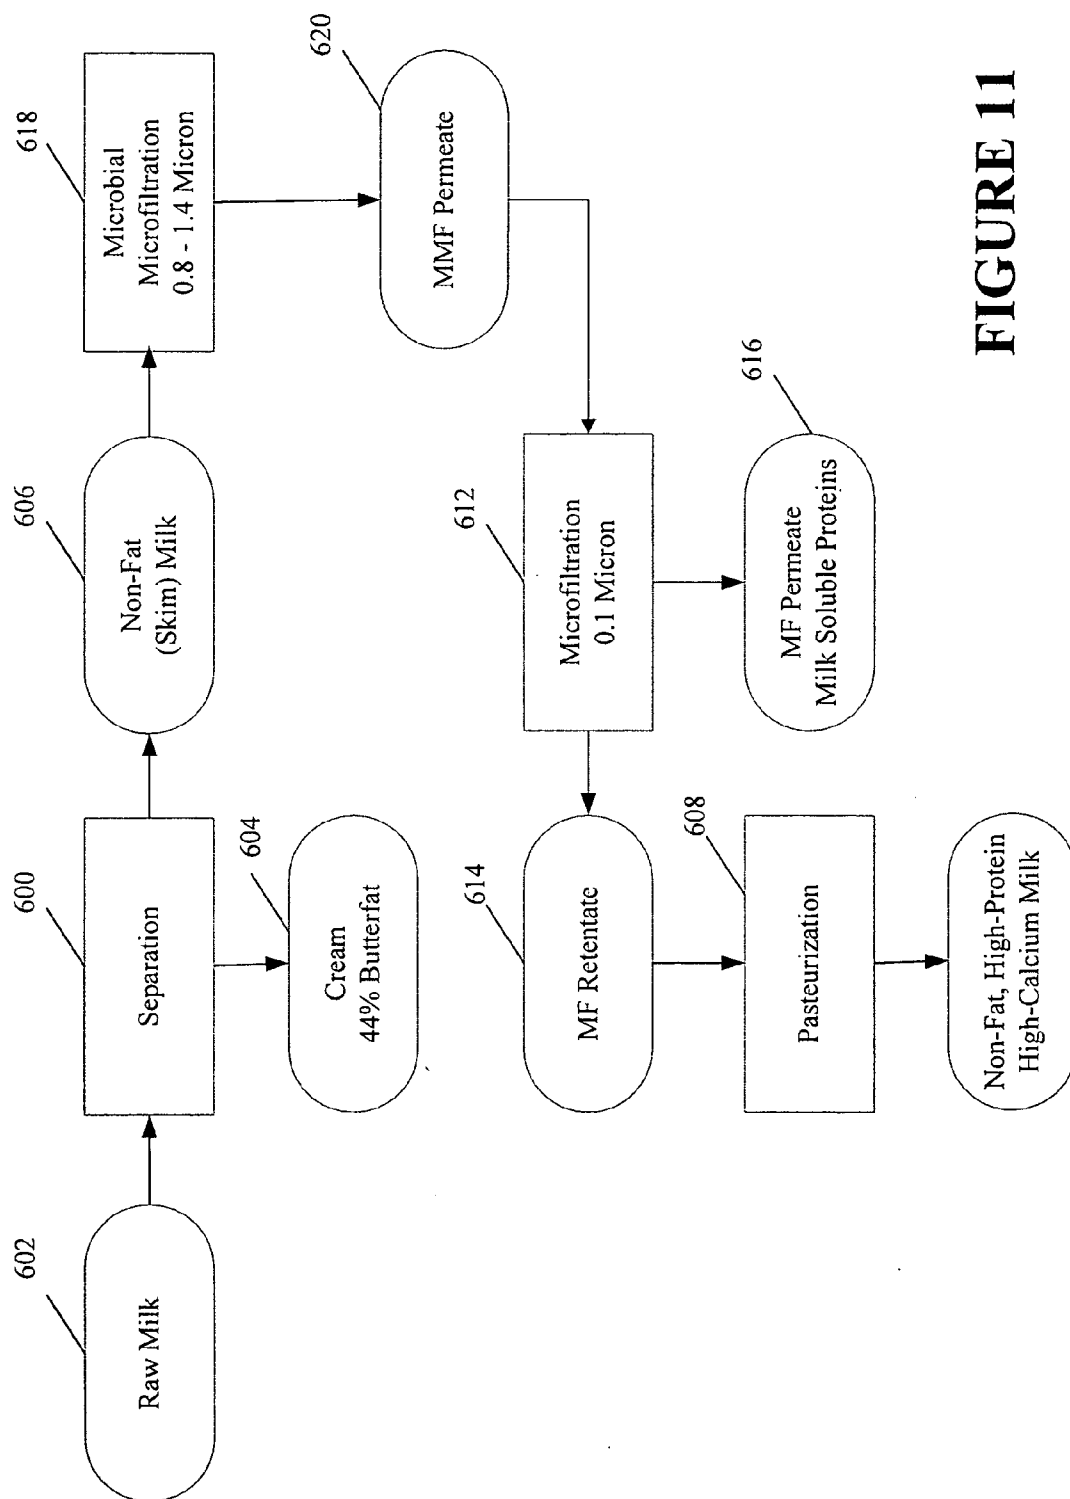 602
Raw Milk
600
Separation
604
Cream
44% Butterfat
606
Non-Fat
(Skim) Milk
618
Microbial
Microfiltration
0.8 - 1.4 Micron
620
MMF Permeate
612
Microfiltration
0.1 Micron
616
MF Permeate
Milk Soluble Proteins
614
MF Retentate
608
Pasteurization
Non-Fat, High-Protein
High-Calcium Milk
FIGURE 11